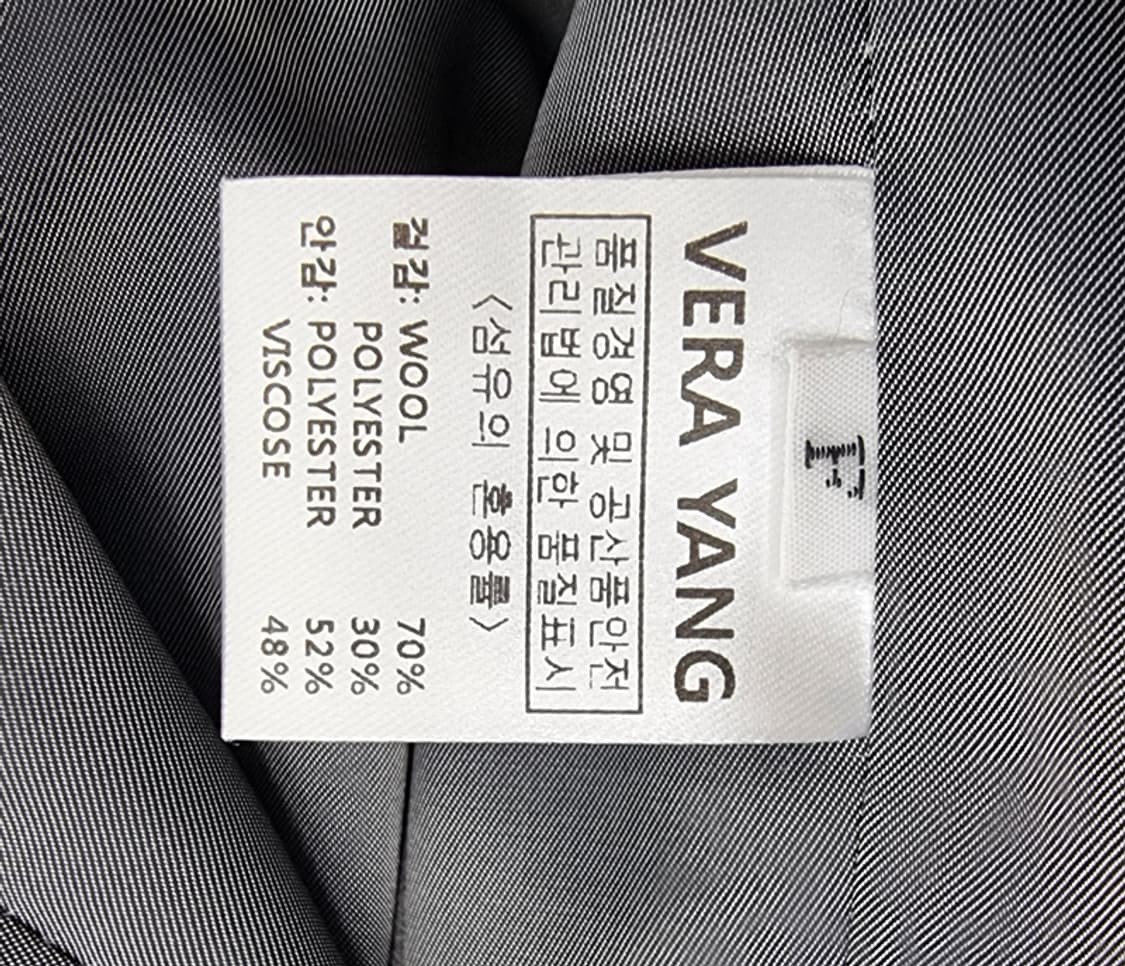 F
VERA YANG
품질경영 및 공산품안전
관리법에 의한 품질표시
<섬유의 혼용률>
겉감: WOOL 70%
POLYESTER 30%
안감: POLYESTER 52%
VISCOSE 48%